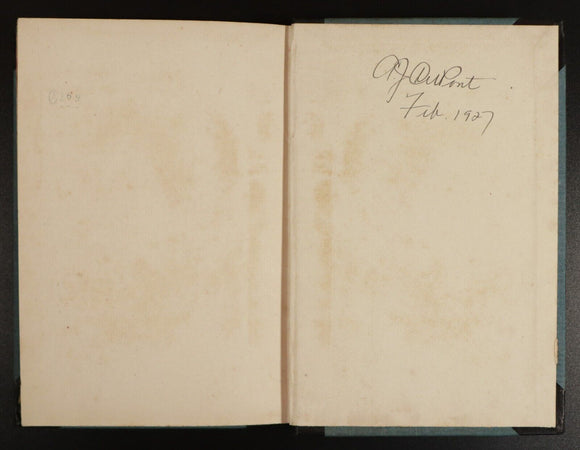 A.J. DuPont
Feb. 1927